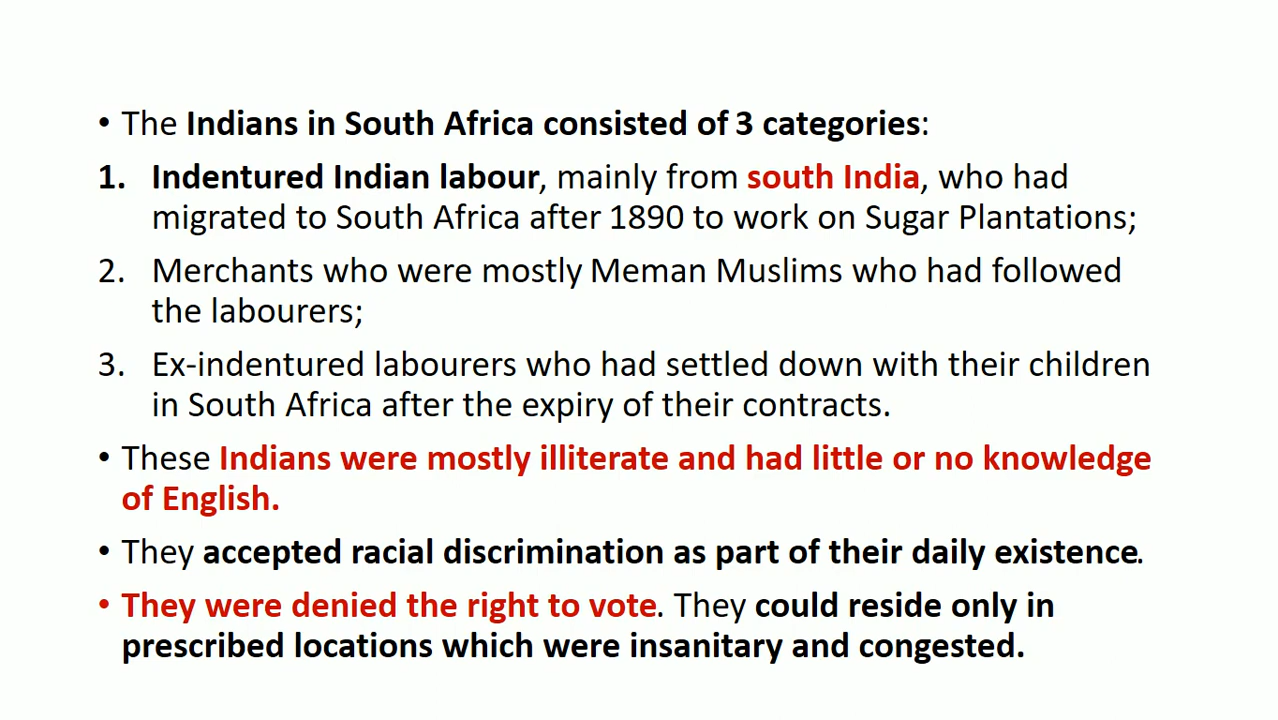 • The Indians in South Africa consisted of 3 categories:
1. Indentured Indian labour, mainly from south India, who had
migrated to South Africa after 1890 to work on Sugar Plantations;
2. Merchants who were mostly Meman Muslims who had followed
the labourers;
3. Ex-indentured labourers who had settled down with their children
in South Africa after the expiry of their contracts.
• These Indians were mostly illiterate and had little or no knowledge
of English.
• They accepted racial discrimination as part of their daily existence.
• They were denied the right to vote. They could reside only in
prescribed locations which were insanitary and congested.